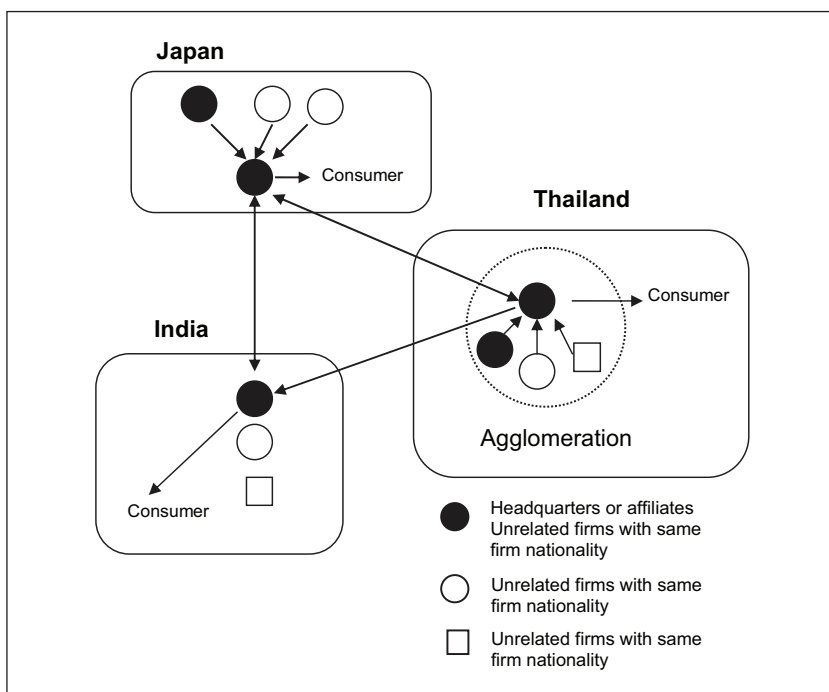 Japan
Consumer
Thailand
Consumer
India
Agglomeration
Consumer
Headquarters or affiliates
Unrelated firms with same
firm nationality
Unrelated firms with same
firm nationality
Unrelated firms with same
firm nationality